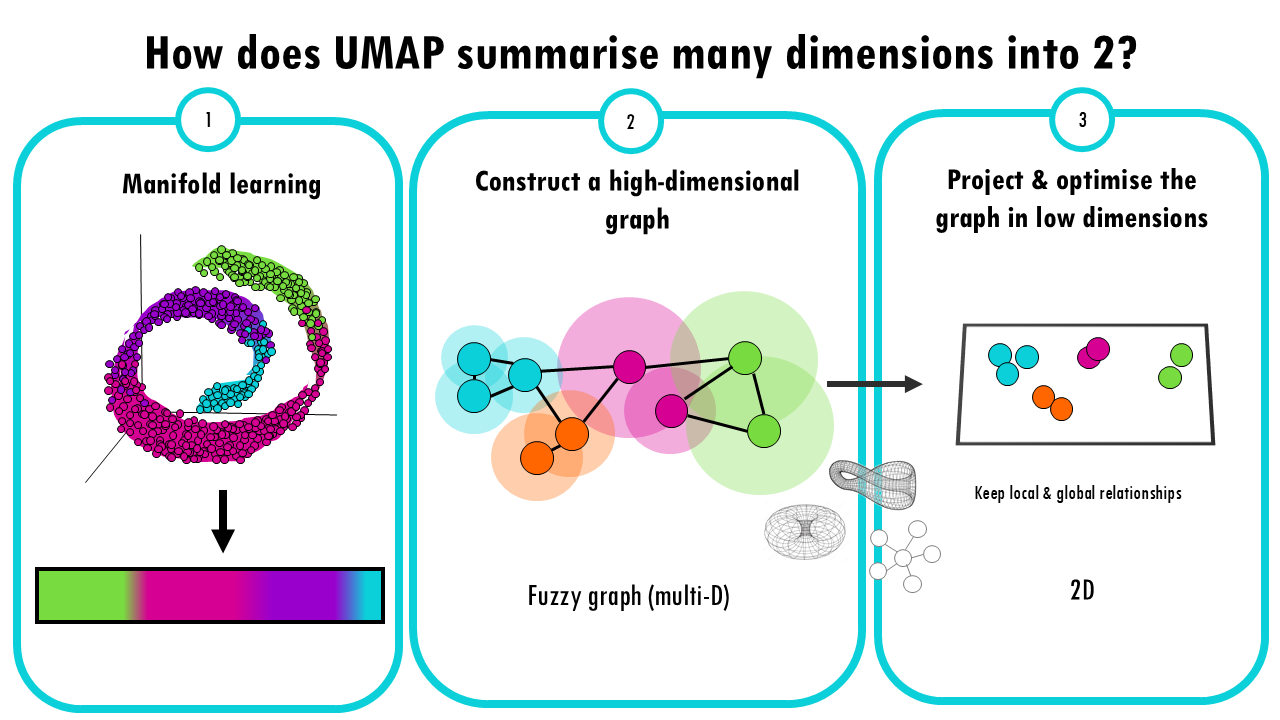 How does UMAP summarise many dimensions into 2?
1
Manifold learning
2
Construct a high-dimensional
graph
Fuzzy graph (multi-D)
3
Project & optimise the
graph in low dimensions
Keep local & global relationships
2D